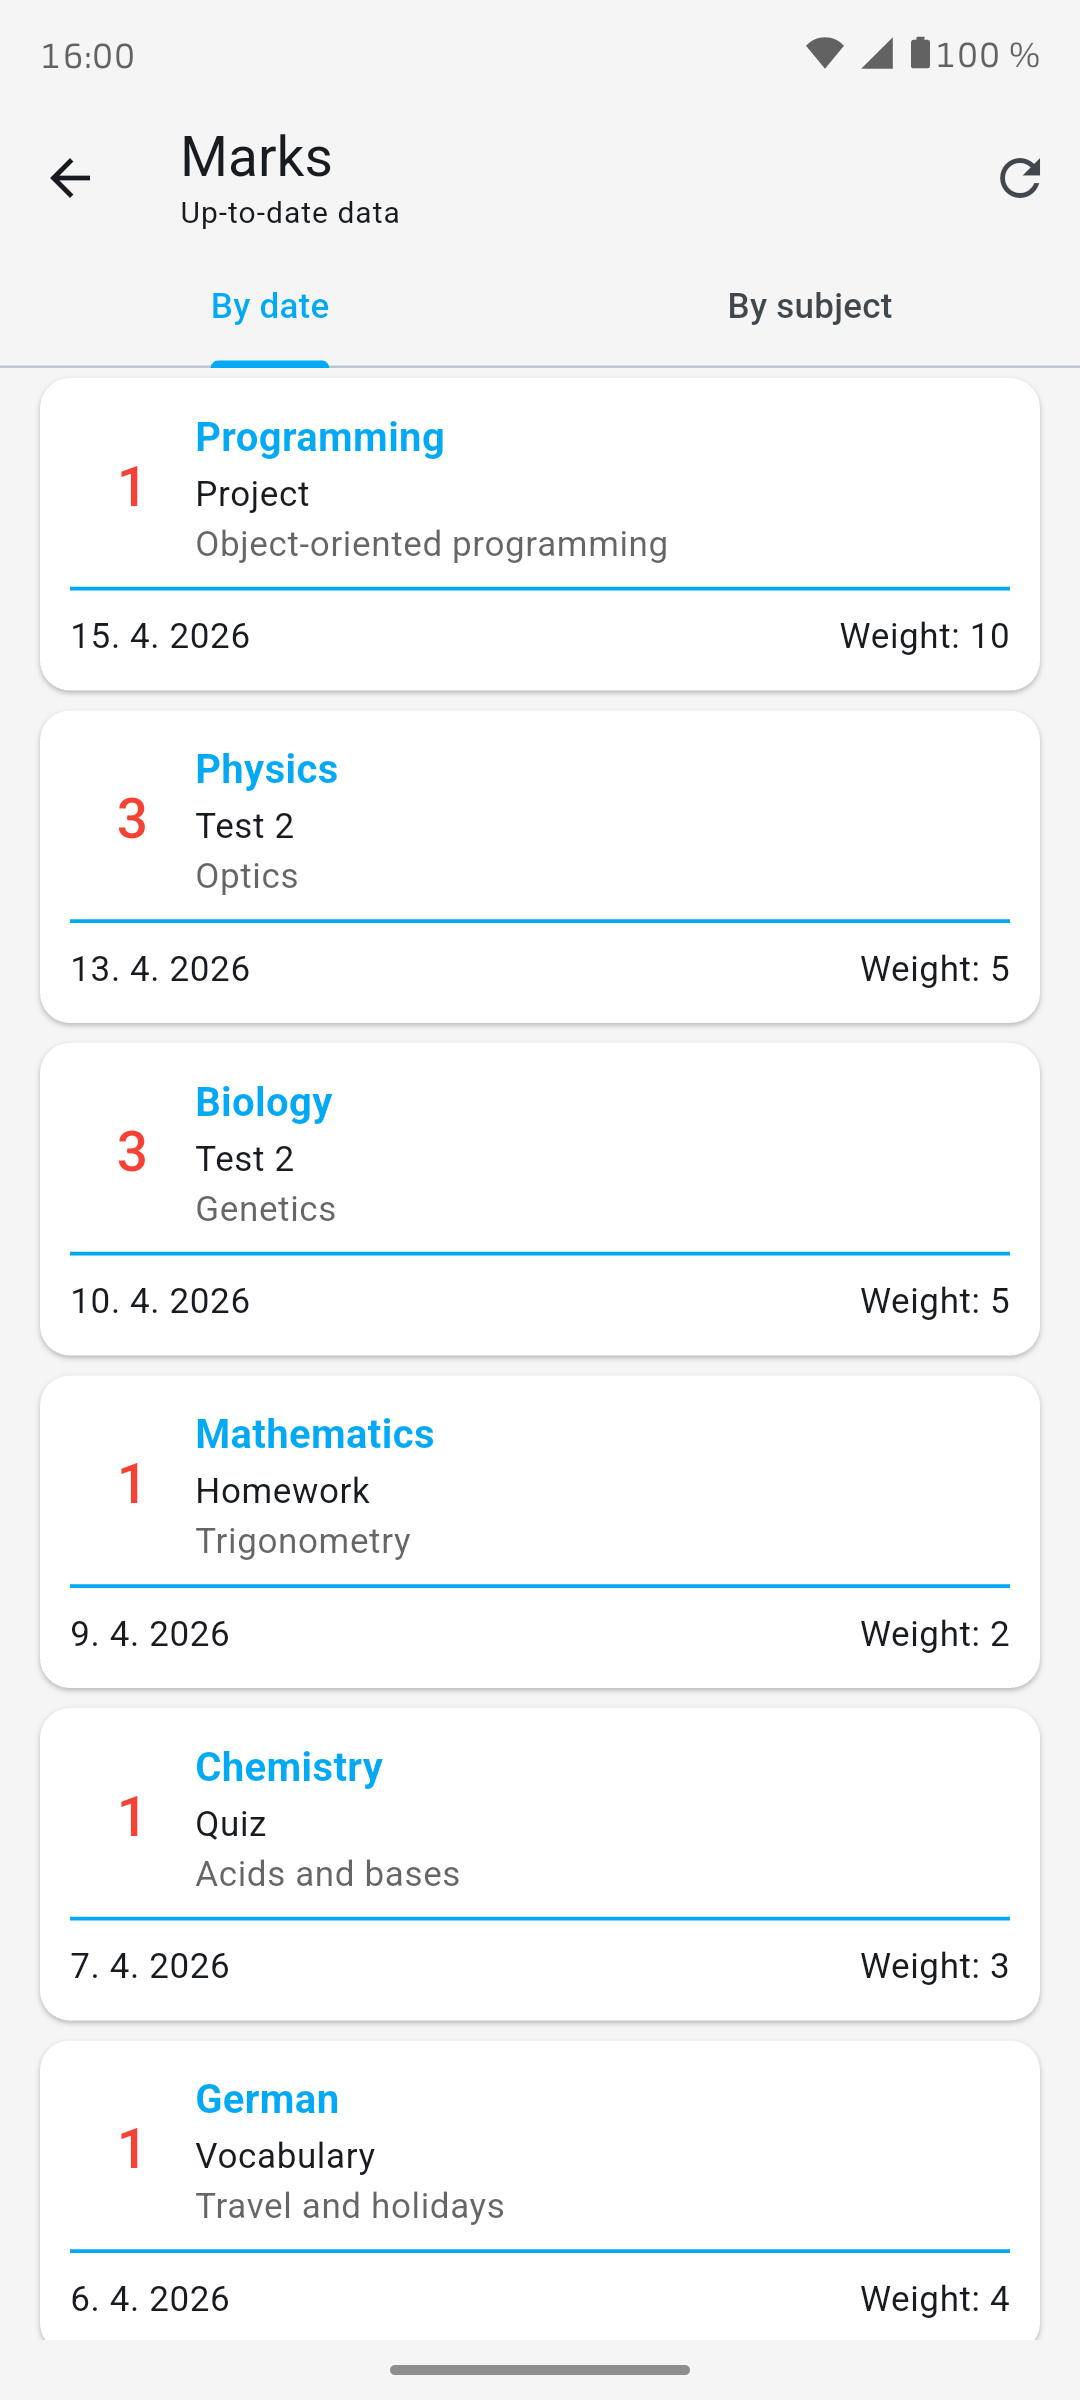 16:00 100 %
Marks
Up-to-date data
By date By subject
Programming
1
Project
Object-oriented programming
15. 4. 2026 Weight: 10
Physics
3
Test 2
Optics
13. 4. 2026 Weight: 5
Biology
3
Test 2
Genetics
10. 4. 2026 Weight: 5
Mathematics
1
Homework
Trigonometry
9. 4. 2026 Weight: 2
Chemistry
1
Quiz
Acids and bases
7. 4. 2026 Weight: 3
German
1
Vocabulary
Travel and holidays
6. 4. 2026 Weight: 4